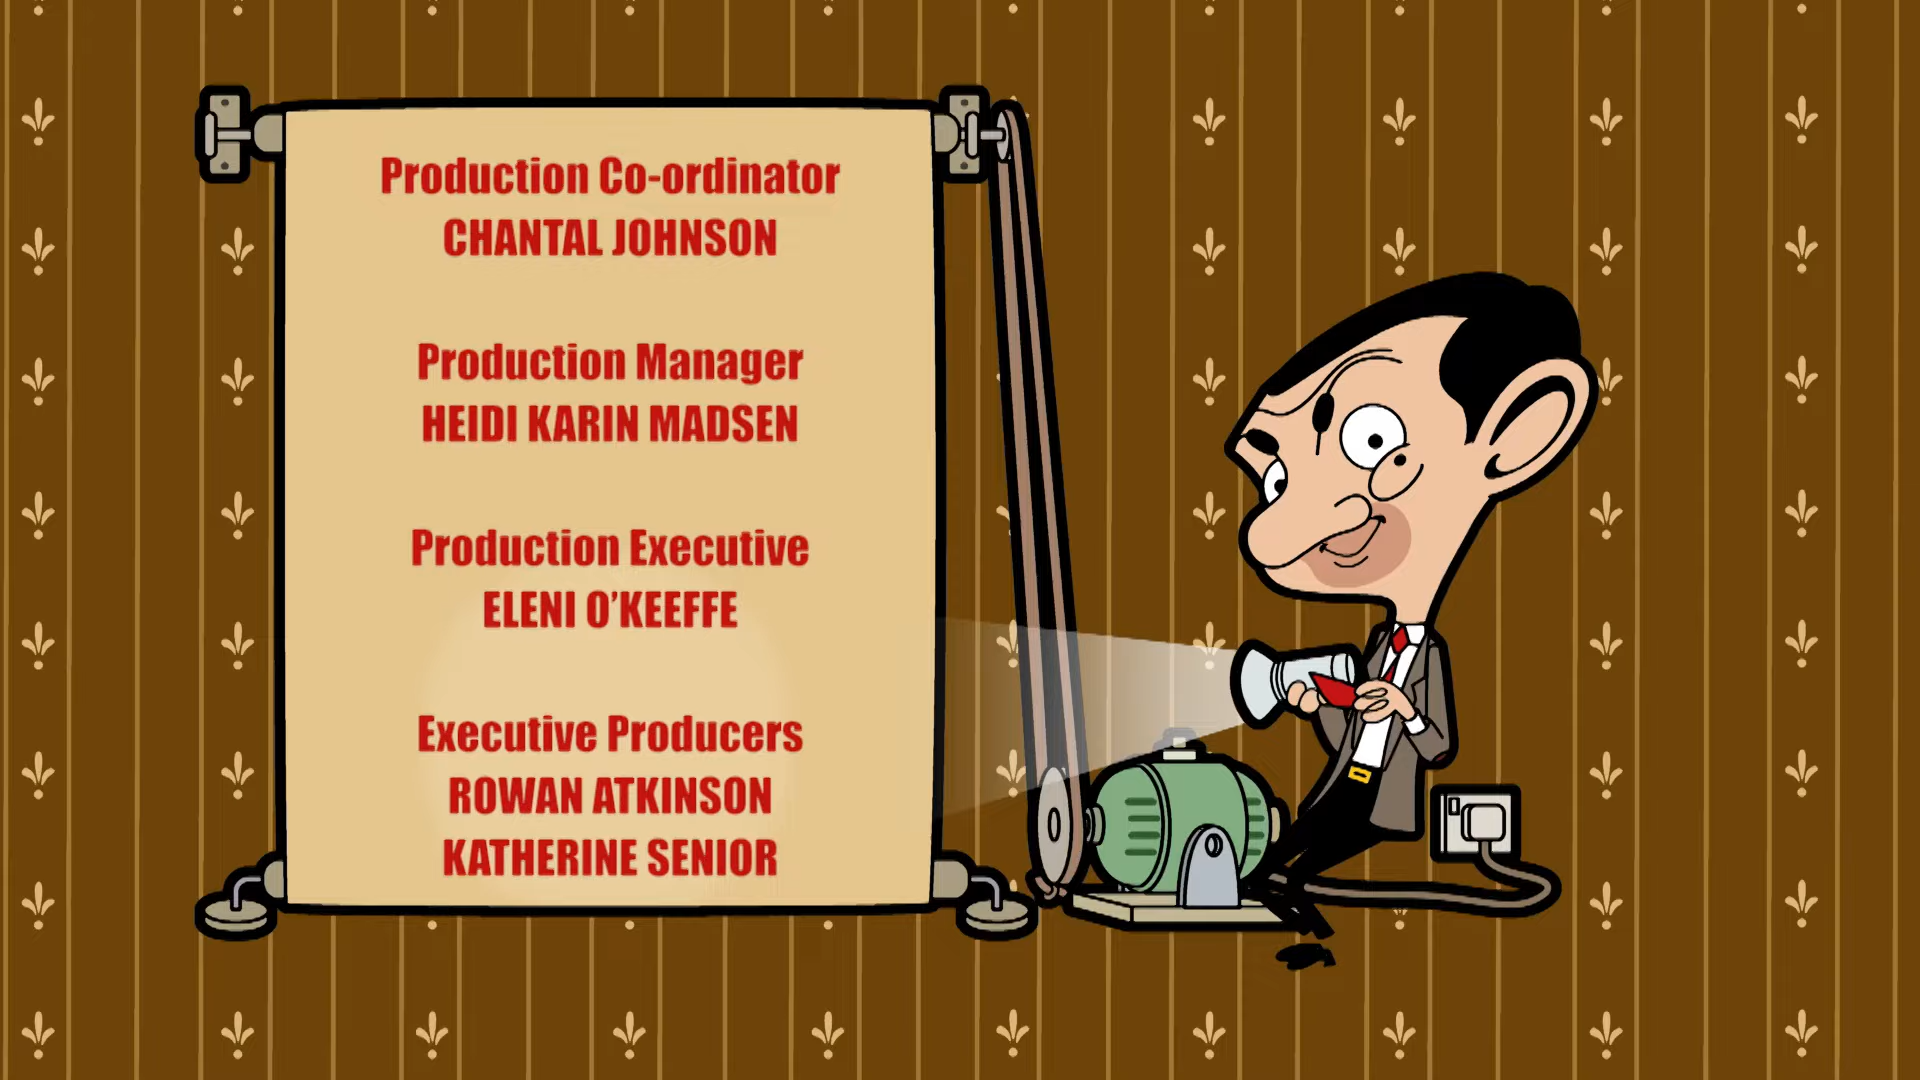 Production Co-ordinator
CHANTAL JOHNSON
Production Manager
HEIDI KARIN MADSEN
Production Executive
ELENI O’KEEFFE
Executive Producers
ROWAN ATKINSON
KATHERINE SENIOR